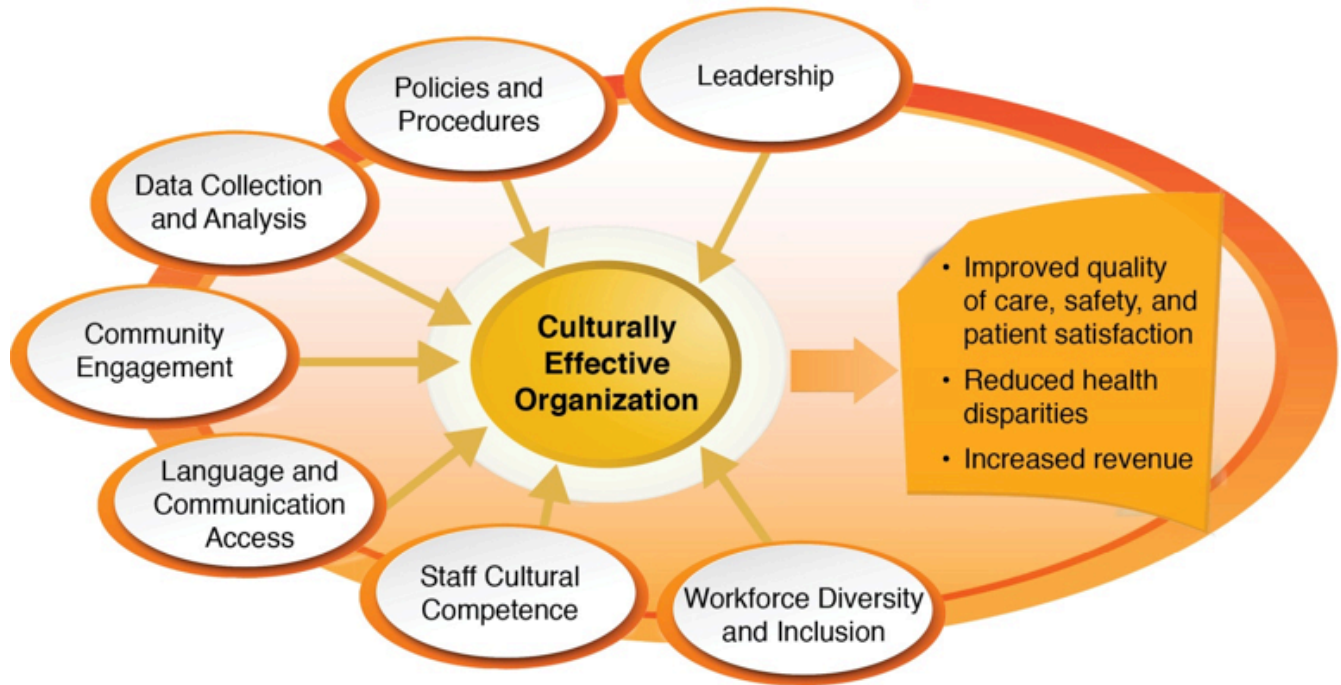 Leadership
Policies and
Procedures
Data Collection
and Analysis
Community
Engagement
Language and
Communication
Access
Staff Cultural
Competence
Workforce Diversity
and Inclusion
Culturally
Effective
Organization
• Improved quality
of care, safety, and
patient satisfaction
• Reduced health
disparities
• Increased revenue